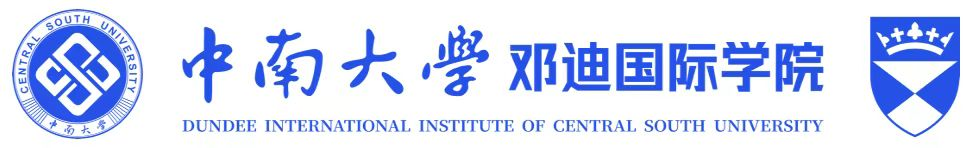 CENTRAL SOUTH UNIVERSITY
中南大學
中南大學 邓迪国际学院
DUNDEE INTERNATIONAL INSTITUTE OF CENTRAL SOUTH UNIVERSITY